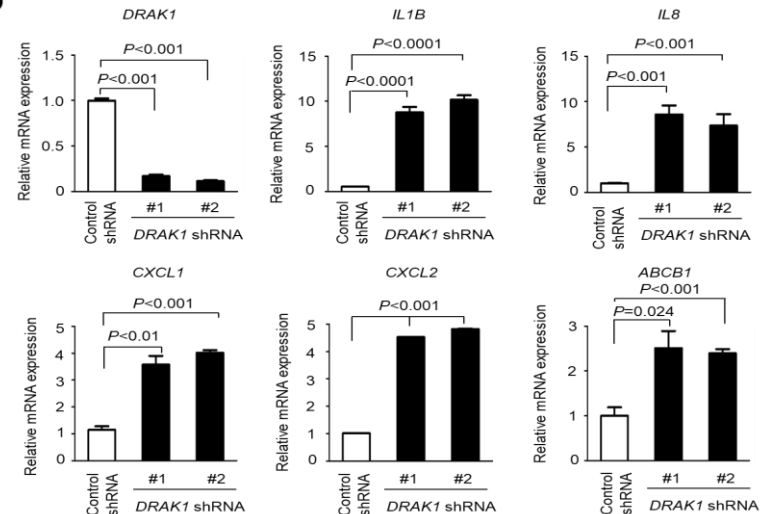 DRAK1
Relative mRNA expression
1.5
1.0
0.5
0
P<0.001
P<0.001
Control
shRNA
#1
#2
DRAK1 shRNA
IL1B
Relative mRNA expression
15
10
5
0
P<0.0001
P<0.0001
Control
shRNA
#1
#2
DRAK1 shRNA
IL8
Relative mRNA expression
15
10
5
0
P<0.001
P<0.001
Control
shRNA
#1
#2
DRAK1 shRNA
CXCL1
Relative mRNA expression
5
4
3
2
1
0
P<0.001
P<0.01
Control
shRNA
#1
#2
DRAK1 shRNA
CXCL2
Relative mRNA expression
5
4
3
2
1
0
P<0.001
Control
shRNA
#1
#2
DRAK1 shRNA
ABCB1
Relative mRNA expression
3
2
1
0
P<0.001
P=0.024
Control
shRNA
#1
#2
DRAK1 shRNA